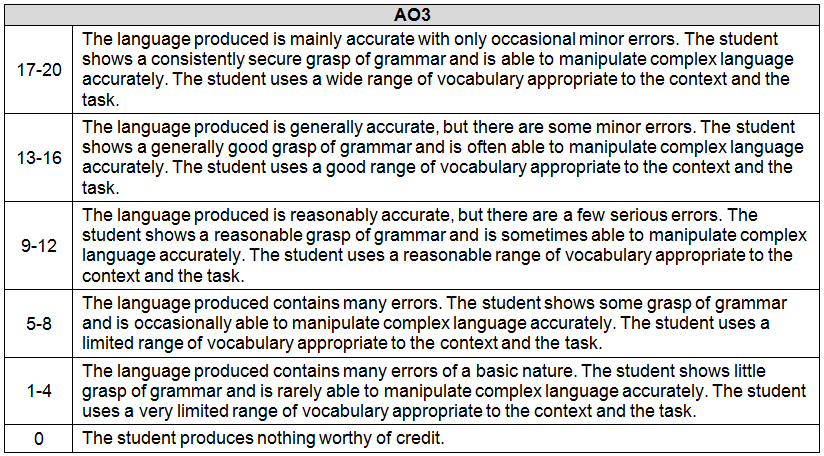 AO3
17-20
The language produced is mainly accurate with only occasional minor errors. The student
shows a consistently secure grasp of grammar and is able to manipulate complex language
accurately. The student uses a wide range of vocabulary appropriate to the context and the
task.
13-16
The language produced is generally accurate, but there are some minor errors. The student
shows a generally good grasp of grammar and is often able to manipulate complex language
accurately. The student uses a good range of vocabulary appropriate to the context and the
task.
9-12
The language produced is reasonably accurate, but there are a few serious errors. The
student shows a reasonable grasp of grammar and is sometimes able to manipulate complex
language accurately. The student uses a reasonable range of vocabulary appropriate to the
context and the task.
5-8
The language produced contains many errors. The student shows some grasp of grammar
and is occasionally able to manipulate complex language accurately. The student uses a
limited range of vocabulary appropriate to the context and the task.
1-4
The language produced contains many errors of a basic nature. The student shows little
grasp of grammar and is rarely able to manipulate complex language accurately. The student
uses a very limited range of vocabulary appropriate to the context and the task.
0
The student produces nothing worthy of credit.